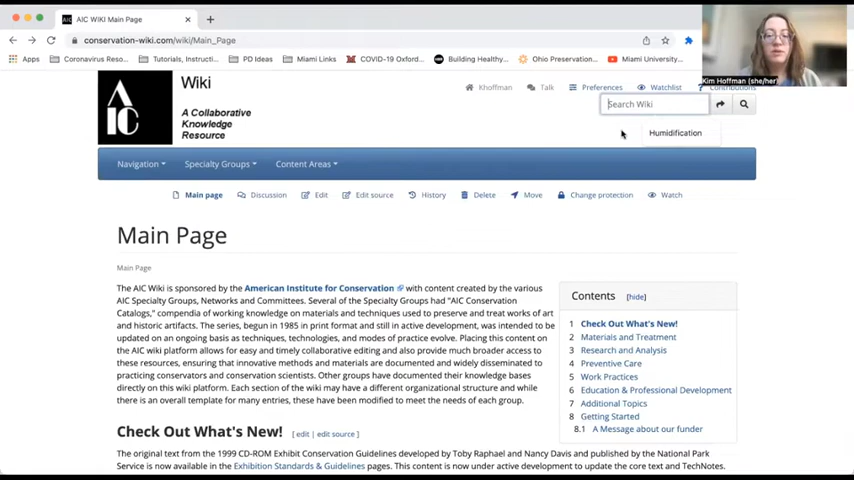 AIC WIKI Main Page
conservation-wiki.com/wiki/Main_Page
Apps Coronavirus Reso... Tutorials, Instructi... PD Ideas Miami Links COVID-19 Oxford... Building Healthy... Ohio Preservation... Miami University...
Kim Hoffman (she/her)
AIC
Wiki
A Collaborative
Knowledge
Resource
Khoffman Talk Preferences Watchlist Contributions
Search Wiki
Humidification
Navigation Specialty Groups Content Areas
Main page Discussion Edit Edit source History Delete Move Change protection Watch
Main Page
Main Page
The AIC Wiki is sponsored by the American Institute for Conservation with content created by the various
AIC Specialty Groups, Networks and Committees. Several of the Specialty Groups had "AIC Conservation
Catalogs," compendia of working knowledge on materials and techniques used to preserve and treat works of art
and historic artifacts. The series, begun in 1985 in print format and still in active development, was intended to be
updated on an ongoing basis as techniques, technologies, and modes of practice evolve. Placing this content on
the AIC wiki platform allows for easy and timely collaborative editing and also provide much broader access to
these resources, ensuring that innovative methods and materials are documented and widely disseminated to
practicing conservators and conservation scientists. Other groups have documented their knowledge bases
directly on this wiki platform. Each section of the wiki may have a different organizational structure and while
there is an overall template for many entries, these have been modified to meet the needs of each group.
Contents [hide]
1 Check Out What's New!
2 Materials and Treatment
3 Research and Analysis
4 Preventive Care
5 Work Practices
6 Education & Professional Development
7 Additional Topics
8 Getting Started
8.1 A Message about our funder
Check Out What's New! [ edit | edit source ]
The original text from the 1999 CD-ROM Exhibit Conservation Guidelines developed by Toby Raphael and Nancy Davis and published by the National Park
Service is now available in the Exhibition Standards & Guidelines pages. This content is now under active development to update the core text and TechNotes.